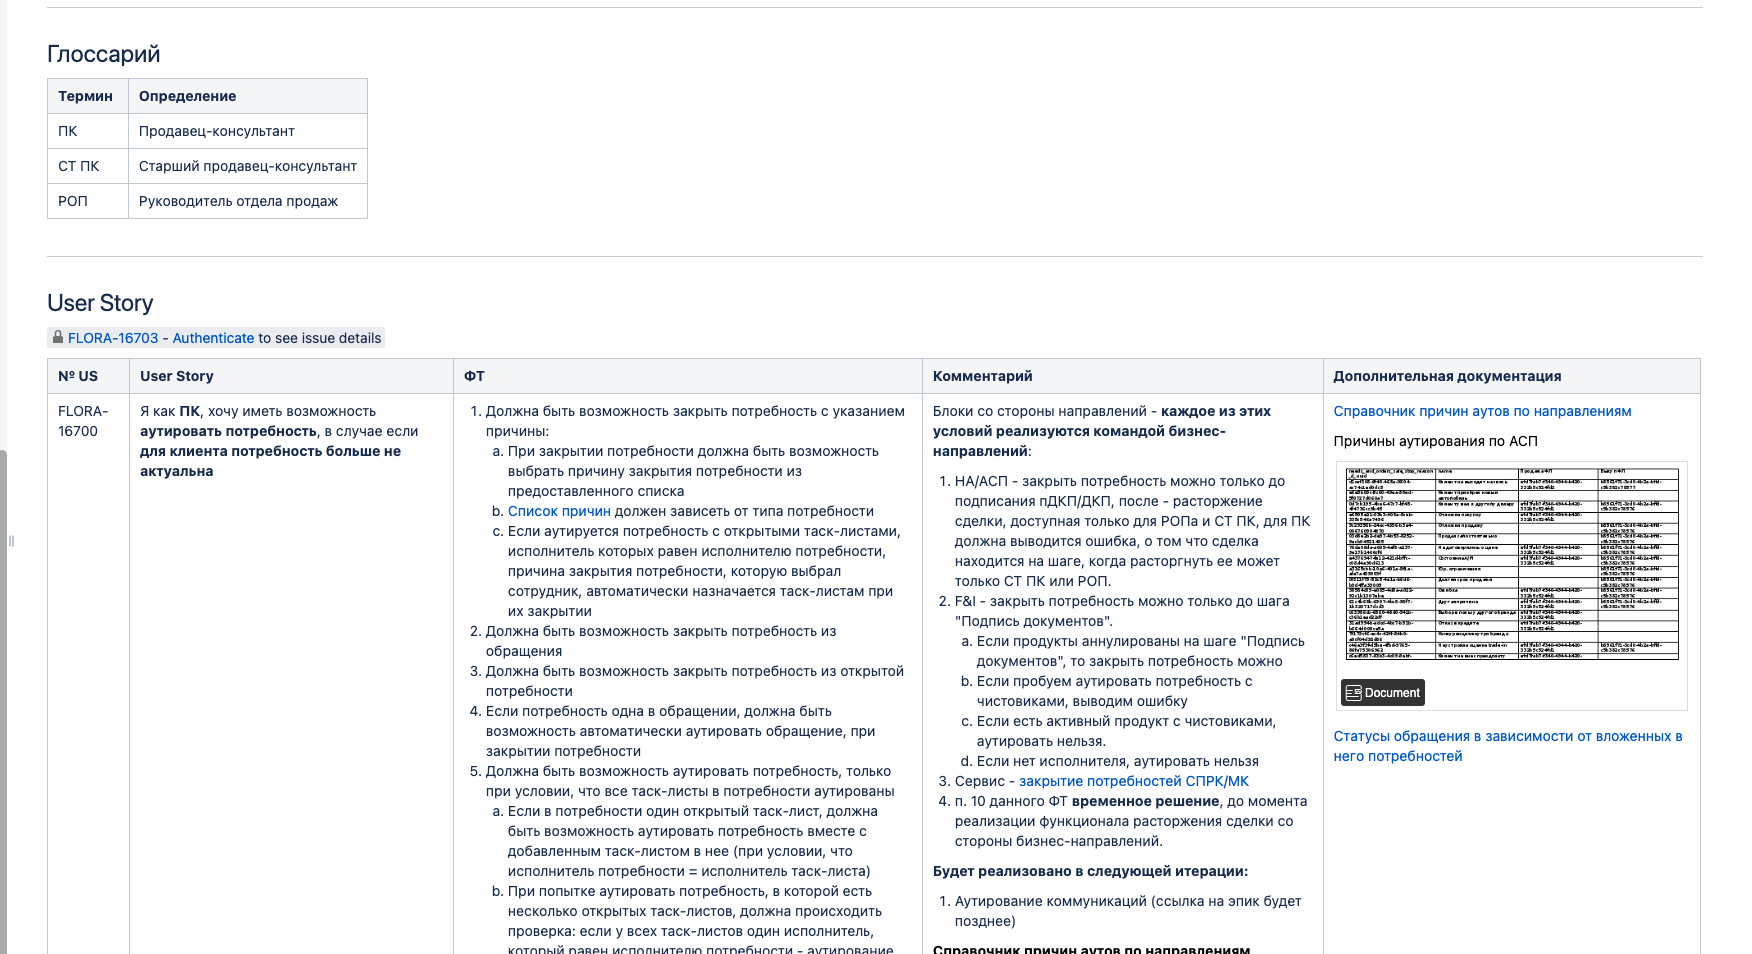 Глоссарий
Термин Определение
ПК Продавец-консультант
СТ ПК Старший продавец-консультант
РОП Руководитель отдела продаж
User Story
FLORA-16703 - Authenticate to see issue details
№ US User Story ФТ Комментарий Дополнительная документация
FLORA-
16700
Я как ПК, хочу иметь возможность
аутировать потребность, в случае если
для клиента потребность больше не
актуальна
1. Должна быть возможность закрыть потребность с указанием
причины:
a. При закрытии потребности должна быть возможность
выбрать причину закрытия потребности из
предоставленного списка
b. Список причин должен зависеть от типа потребности
c. Если аутируется потребность с открытыми таск-листами,
исполнитель которых равен исполнителю потребности,
причина закрытия потребности, которую выбрал
сотрудник, автоматически назначается таск-листам при
их закрытии
2. Должна быть возможность закрыть потребность из
обращения
3. Должна быть возможность закрыть потребность из открытой
потребности
4. Если потребность одна в обращении, должна быть
возможность автоматически аутировать обращение, при
закрытии потребности
5. Должна быть возможность аутировать потребность, только
при условии, что все таск-листы в потребности аутированы
a. Если в потребности один открытый таск-лист, должна
быть возможность аутировать потребность вместе с
добавленным таск-листом в нее (при условии, что
исполнитель потребности = исполнитель таск-листа)
b. При попытке аутировать потребность, в которой есть
несколько открытых таск-листов, должна происходить
проверка: если у всех таск-листов один исполнитель,
который равен исполнителю потребности - аутирование
Блоки со стороны направлений - каждое из этих
условий реализуются командой бизнес-
направлений:
1. НА/АСП - закрыть потребность можно только до
подписания пДКП/ДКП, после - расторжение
сделки, доступная только для РОПа и СТ ПК, для ПК
должна выводится ошибка, о том что сделка
находится на шаге, когда расторгнуть ее может
только СТ ПК или РОП.
2. F&I - закрыть потребность можно только до шага
"Подпись документов".
a. Если продукты аннулированы на шаге "Подпись
документов", то закрыть потребность можно
b. Если пробуем аутировать потребность с
чистовиками, выводим ошибку
c. Если есть активный продукт с чистовиками,
аутировать нельзя.
d. Если нет исполнителя, аутировать нельзя
3. Сервис - закрытие потребностей СПРК/МК
4. п. 10 данного ФТ временное решение, до момента
реализации функционала расторжения сделки со
стороны бизнес-направлений.
Будет реализовано в следующей итерации:
1. Аутирование коммуникаций (ссылка на эпик будет
позднее)
Справочник причин аутов по направлениям
Справочник причин аутов по направлениям
Причины аутирования по АСП
Document
Статусы обращения в зависимости от вложенных в
него потребностей